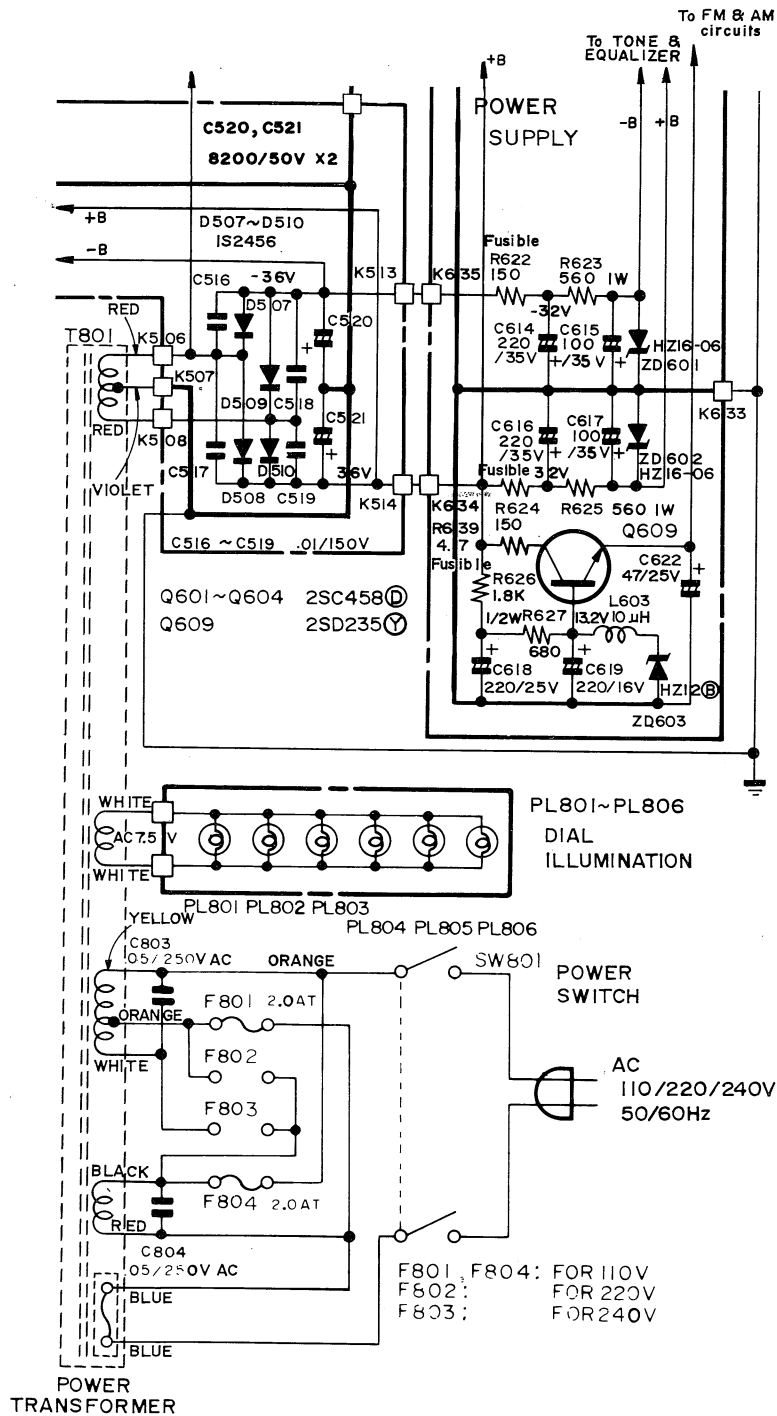 To FM & AM
circuits
To TONE &
EQUALIZER
+B
POWER
SUPPLY
-B
+B
C520, C521
8200/50V X2
+B
D507~D510
IS2456
-B
C516
-36V
D507
K513
K635
Fusible
R622
150
R623
560
1W
-32V
RED
T801
K506
C520
C614
220
/35V
C615
100
/35V
HZ16-06
ZD601
K507
D509
C518
C521
K633
RED
K508
C616
220
/35V
C617
100
/35V
ZD602
HZ16-06
C517
D510
36V
Fusible
32V
VIOLET
D508
C519
K514
K634
R624
150
R625
560 1W
R639
4.7
Fusible
Q609
C516 ~ C519 .01/150V
C622
47/25V
R626
1.8K
Q601~Q604 2SC458 D
Q609 2SD235 Y
1/2W
R627
680
13.2V
L603
10 μH
C618
220/25V
C619
220/16V
HZ12 B
ZD603
WHITE
AC 7.5 V
WHITE
PL801~PL806
DIAL
ILLUMINATION
PL801 PL802 PL803
PL804 PL805 PL806
YELLOW
C803
.05/250V AC
ORANGE
SW801
POWER
SWITCH
ORANGE
F801 2.0AT
F802
WHITE
F803
AC
110/220/240V
50/60Hz
BLACK
F804 2.0AT
RED
C804
.05/250V AC
F801, F804: FOR 110V
F802: FOR 220V
F803: FOR 240V
BLUE
BLUE
POWER
TRANSFORMER